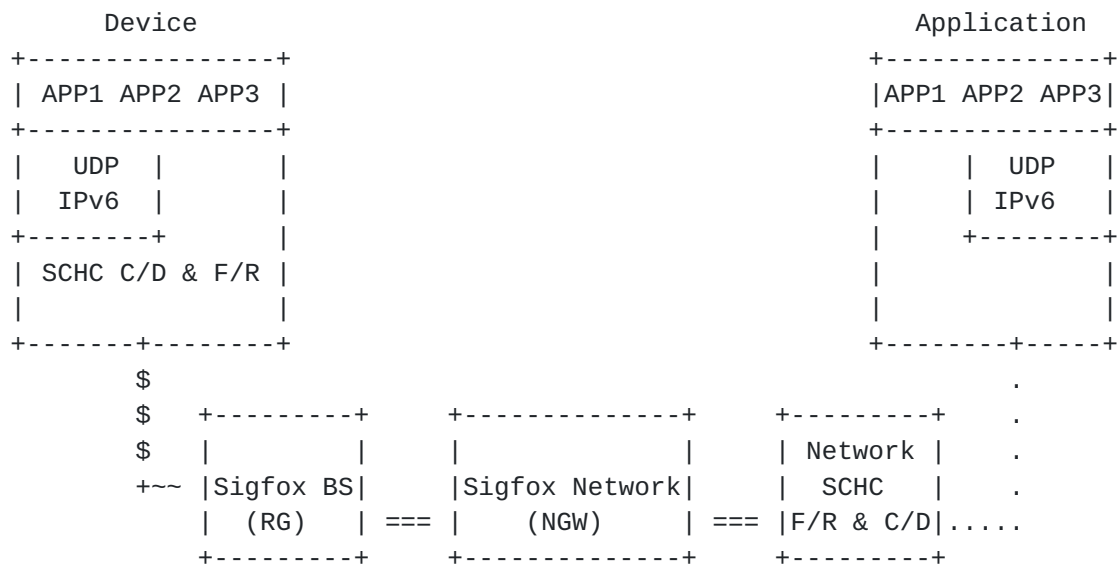 Device Application
APP1 APP2 APP3 APP1 APP2 APP3
UDP UDP
IPv6 IPv6
SCHC C/D & F/R
$ .
$ .
$ Network .
+~~ Sigfox BS Sigfox Network SCHC .
(RG) === (NGW) === F/R & C/D .....